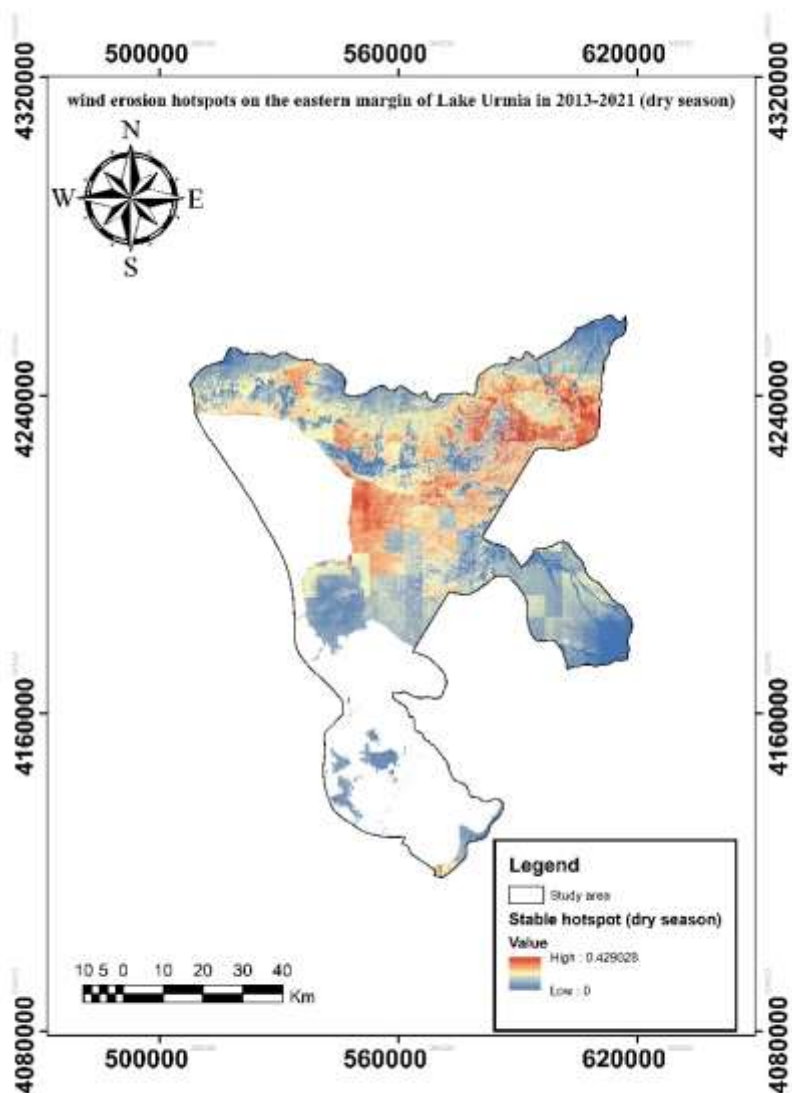 500000 560000 620000
4320000 4320000
wind erosion hotspots on the eastern margin of Lake Urmia in 2013-2021 (dry season)
N
W E
S
4240000 4240000
4160000 4160000
Legend
Study area
Stable hotspot (dry season)
Value
High : 0.429028
Low : 0
10 5 0 10 20 30 40
Km
4080000 4080000
500000 560000 620000